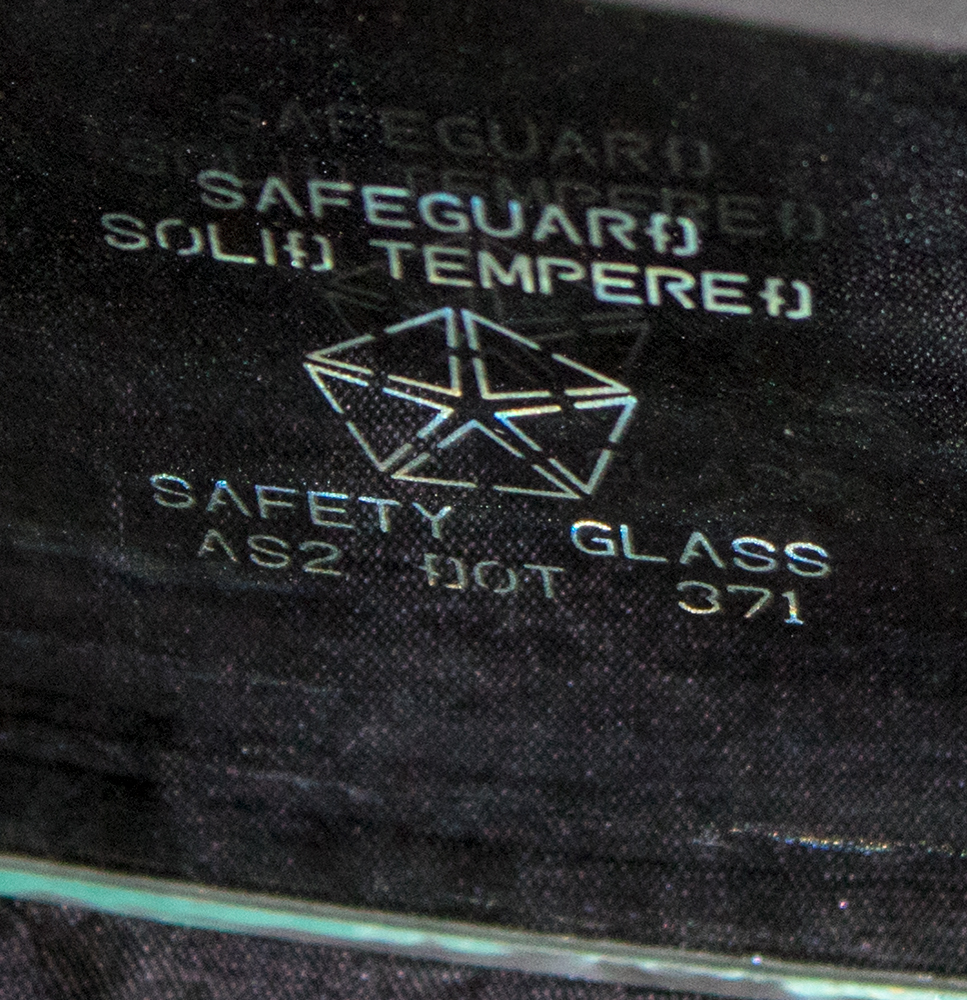 SAFEGUARD
SOLID TEMPERED
SAFETY GLASS
AS2 DOT 371